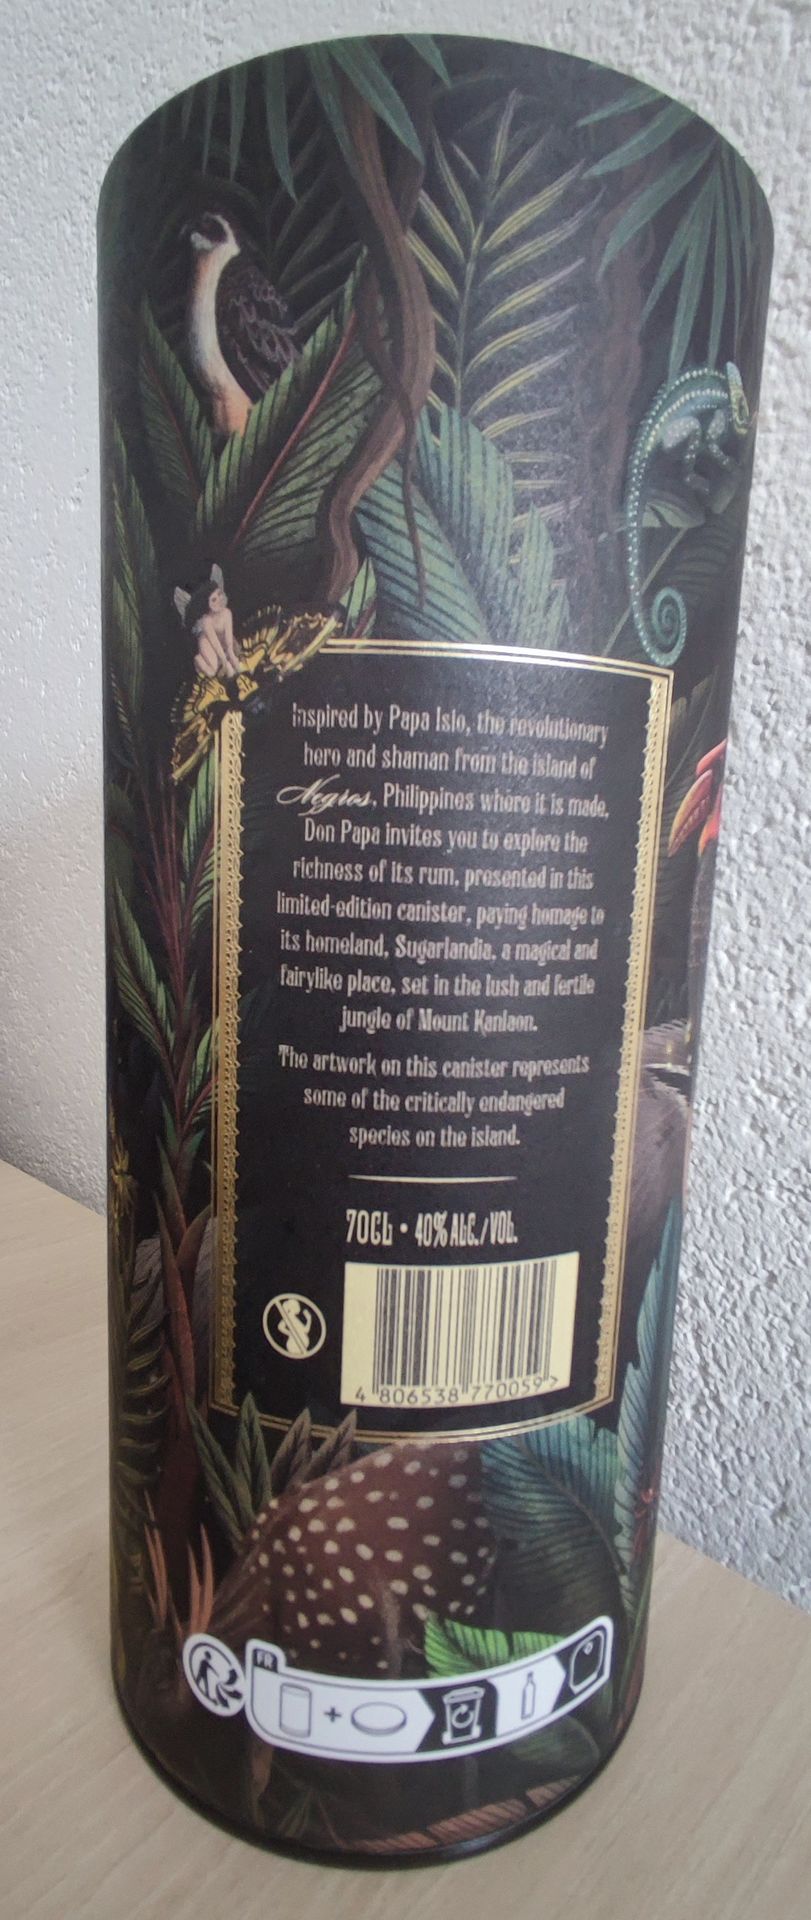 Inspired by Papa Isio, the revolutionary
hero and shaman from the island of
Negros, Philippines where it is made,
Don Papa invites you to explore the
richness of its rum, presented in this
limited-edition canister, paying homage to
its homeland, Sugarlandia, a magical and
fairylike place, set in the lush and fertile
jungle of Mount Kanlaon.
The artwork on this canister represents
some of the critically endangered
species on the island.
70CL • 40% ALC./VOL.
4 806538 770059 >
FR
+